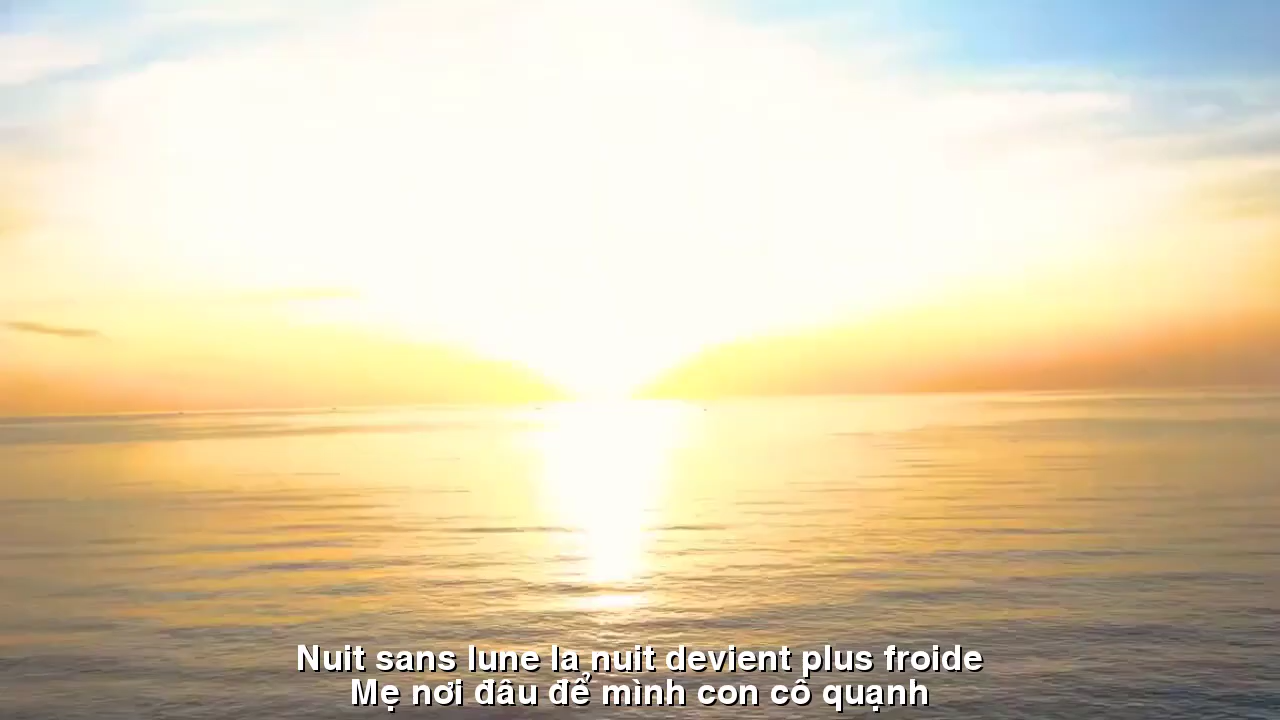 Nuit sans lune la nuit devient plus froide
Mẹ nơi đâu để mình con cô quạnh